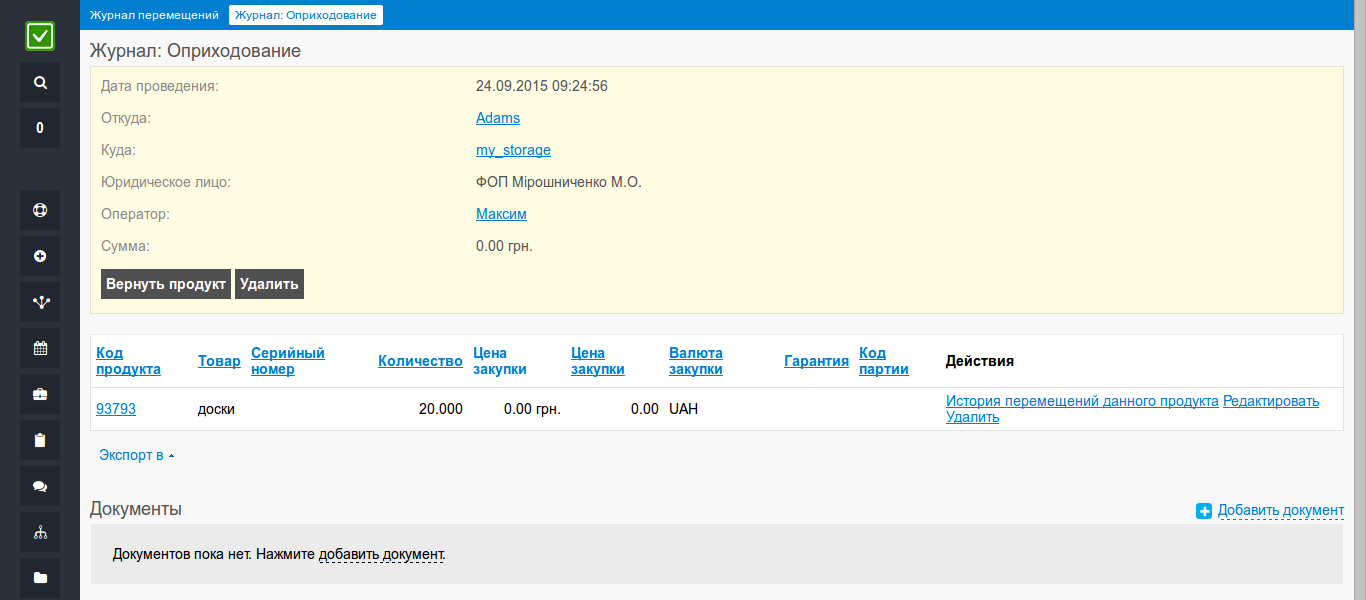 Журнал перемещений Журнал: Оприходование
Журнал: Оприходование
0
Дата проведения: 24.09.2015 09:24:56
Откуда: Adams
Куда: my_storage
Юридическое лицо: ФОП Мірошниченко М.О.
Оператор: Максим
Сумма: 0.00 грн.
Вернуть продукт Удалить
Код продукта Товар Серийный номер Количество Цена закупки Цена закупки Валюта закупки Гарантия Код партии Действия
93793 доски 20.000 0.00 грн. 0.00 UAH История перемещений данного продукта Редактировать
Удалить
Экспорт в
Документы Добавить документ
Документов пока нет. Нажмите добавить документ.